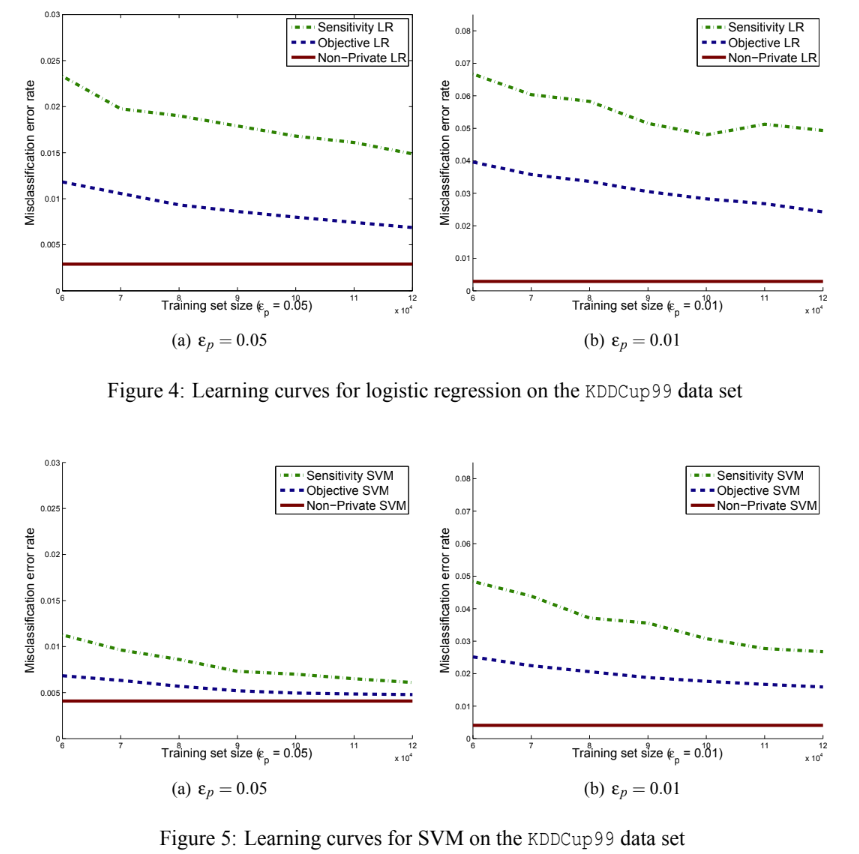 0.03
0.025
0.02
0.015
0.01
0.005
0
Misclassification error rate
Sensitivity LR
Objective LR
Non−Private LR
6 7 8 9 10 11 12
x 10⁴
Training set size (ε_p = 0.05)
(a) ε_p = 0.05
0.08
0.07
0.06
0.05
0.04
0.03
0.02
0.01
0
Misclassification error rate
Sensitivity LR
Objective LR
Non−Private LR
6 7 8 9 10 11 12
x 10⁴
Training set size (ε_p = 0.01)
(b) ε_p = 0.01
Figure 4: Learning curves for logistic regression on the KDDCup99 data set
0.03
0.025
0.02
0.015
0.01
0.005
0
Misclassification error rate
Sensitivity SVM
Objective SVM
Non−Private SVM
6 7 8 9 10 11 12
x 10⁴
Training set size (ε_p = 0.05)
(a) ε_p = 0.05
0.08
0.07
0.06
0.05
0.04
0.03
0.02
0.01
0
Misclassification error rate
Sensitivity SVM
Objective SVM
Non−Private SVM
6 7 8 9 10 11 12
x 10⁴
Training set size (ε_p = 0.01)
(b) ε_p = 0.01
Figure 5: Learning curves for SVM on the KDDCup99 data set